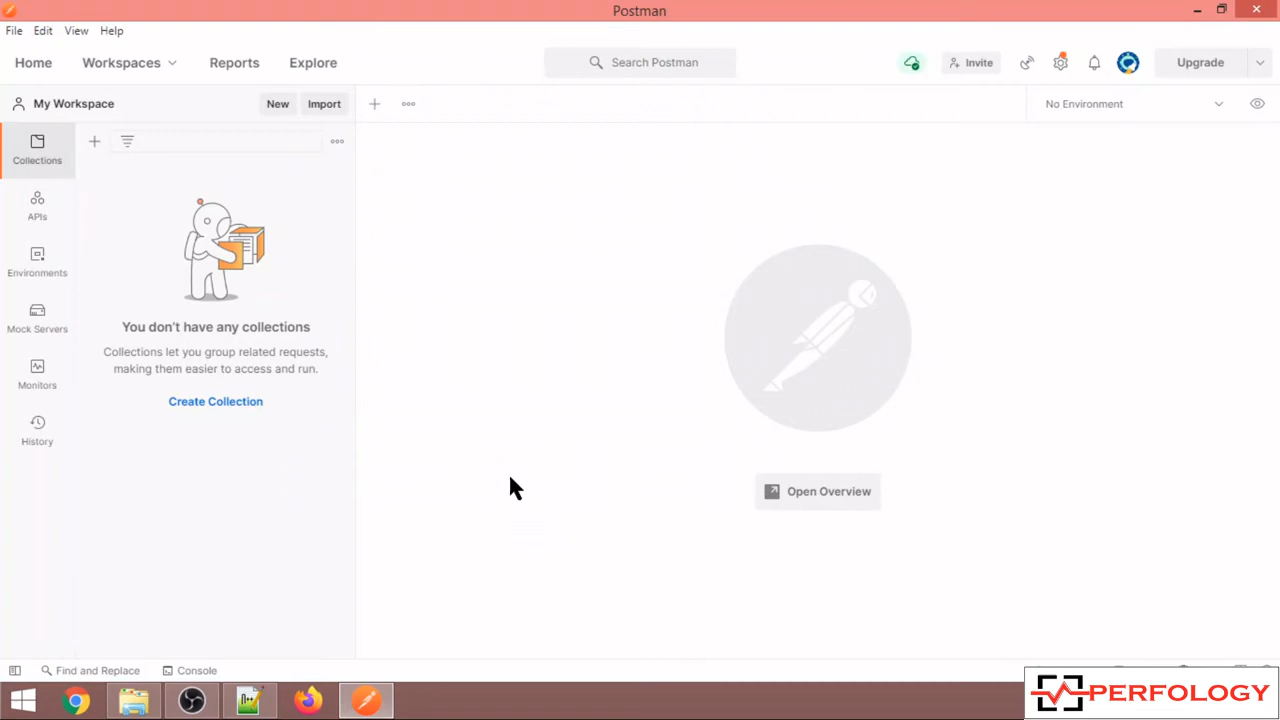 Postman
File Edit View Help
Home Workspaces Reports Explore Search Postman Invite Upgrade
My Workspace New Import No Environment
Collections
APIs
Environments
Mock Servers
Monitors
History
You don't have any collections
Collections let you group related requests,
making them easier to access and run.
Create Collection
Open Overview
Find and Replace Console
PERFOLOGY